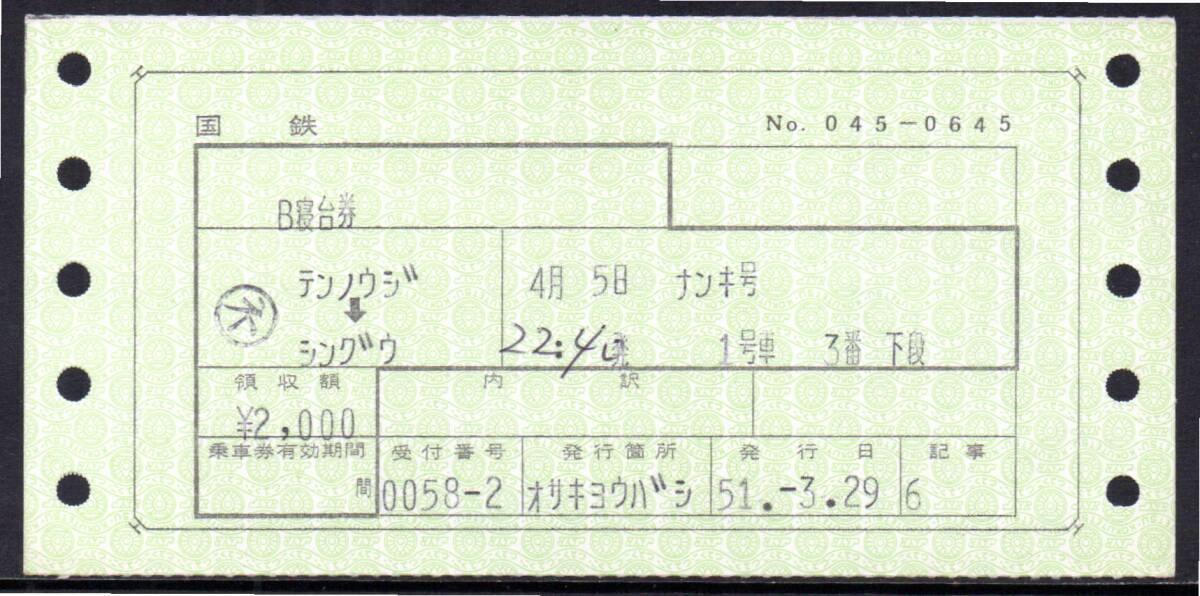 国鉄 No. 045-0645
B寝台券
テンノウジ 4月 5日 ナンキ号
⬇
シングウ 22:40発 1号車 3番 下段
領収額 内訳
¥2,000
乗車券有効期間 受付番号 発行箇所 発行日 記事
間 0058-2 オサキヨウバシ 51.-3.29 6